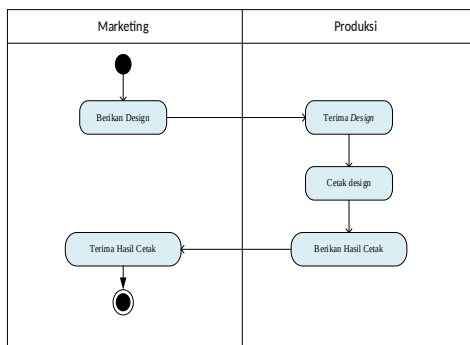 Marketing
Produksi
Berikan Design
Terima Design
Cetak design
Terima Hasil Cetak
Berikan Hasil Cetak